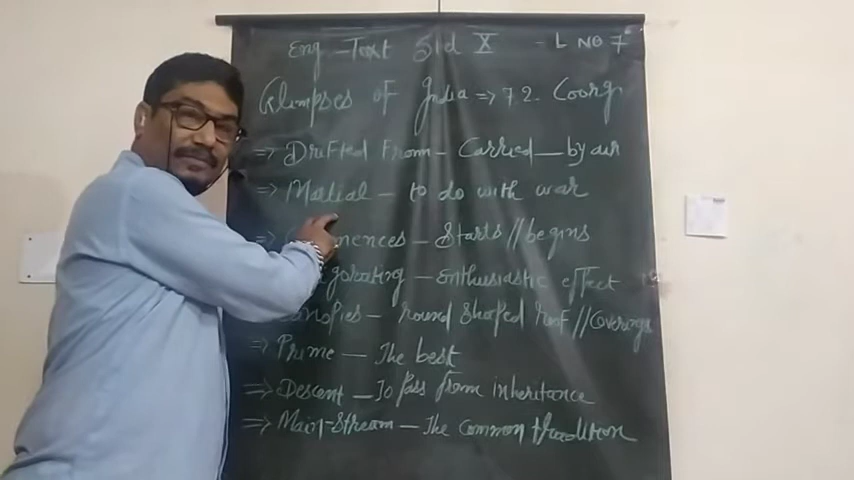 Eng - Text Std X - L NO 7
Glimpses OF India => 7 2. Coorg
=> Drifted From - Carried by air
=> Martial - to do with war
=> - Starts // begins
- enthusiastic effect
- round Shaped roof // Coverings
=> Prime - The best
=> Descent - To pass from inheritance
=> Main-Stream - The common tradition